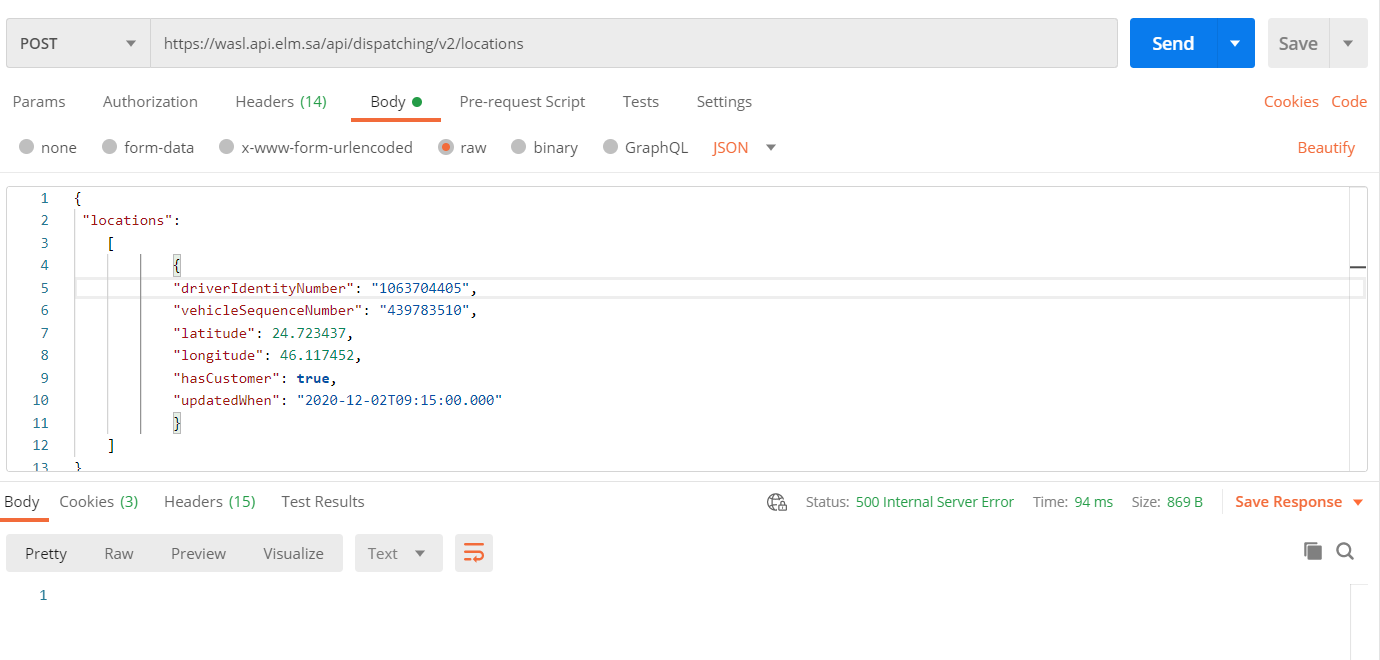 POST https://wasl.api.elm.sa/api/dispatching/v2/locations Send Save
Params Authorization Headers (14) Body Pre-request Script Tests Settings Cookies Code
none form-data x-www-form-urlencoded raw binary GraphQL JSON Beautify
1 {
2 "locations":
3 [
4 {
5 "driverIdentityNumber": "1063704405",
6 "vehicleSequenceNumber": "439783510",
7 "latitude": 24.723437,
8 "longitude": 46.117452,
9 "hasCustomer": true,
10 "updatedWhen": "2020-12-02T09:15:00.000"
11 }
12 ]
13 }
Body Cookies (3) Headers (15) Test Results Status: 500 Internal Server Error Time: 94 ms Size: 869 B Save Response
Pretty Raw Preview Visualize Text
1